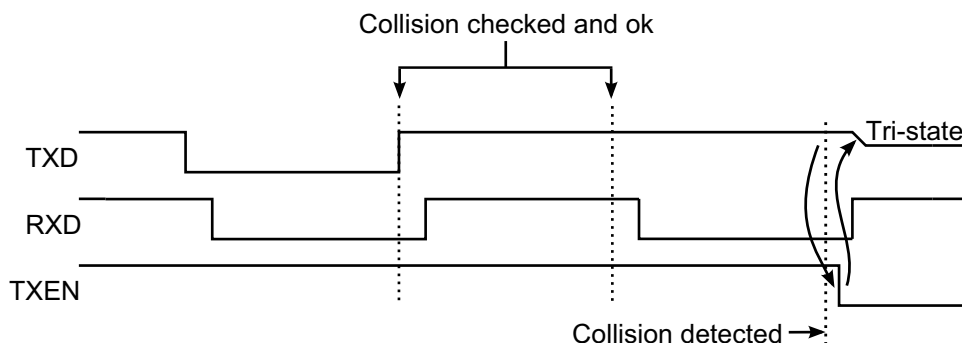 Collision checked and ok
TXD
Tri-state
RXD
TXEN
Collision detected